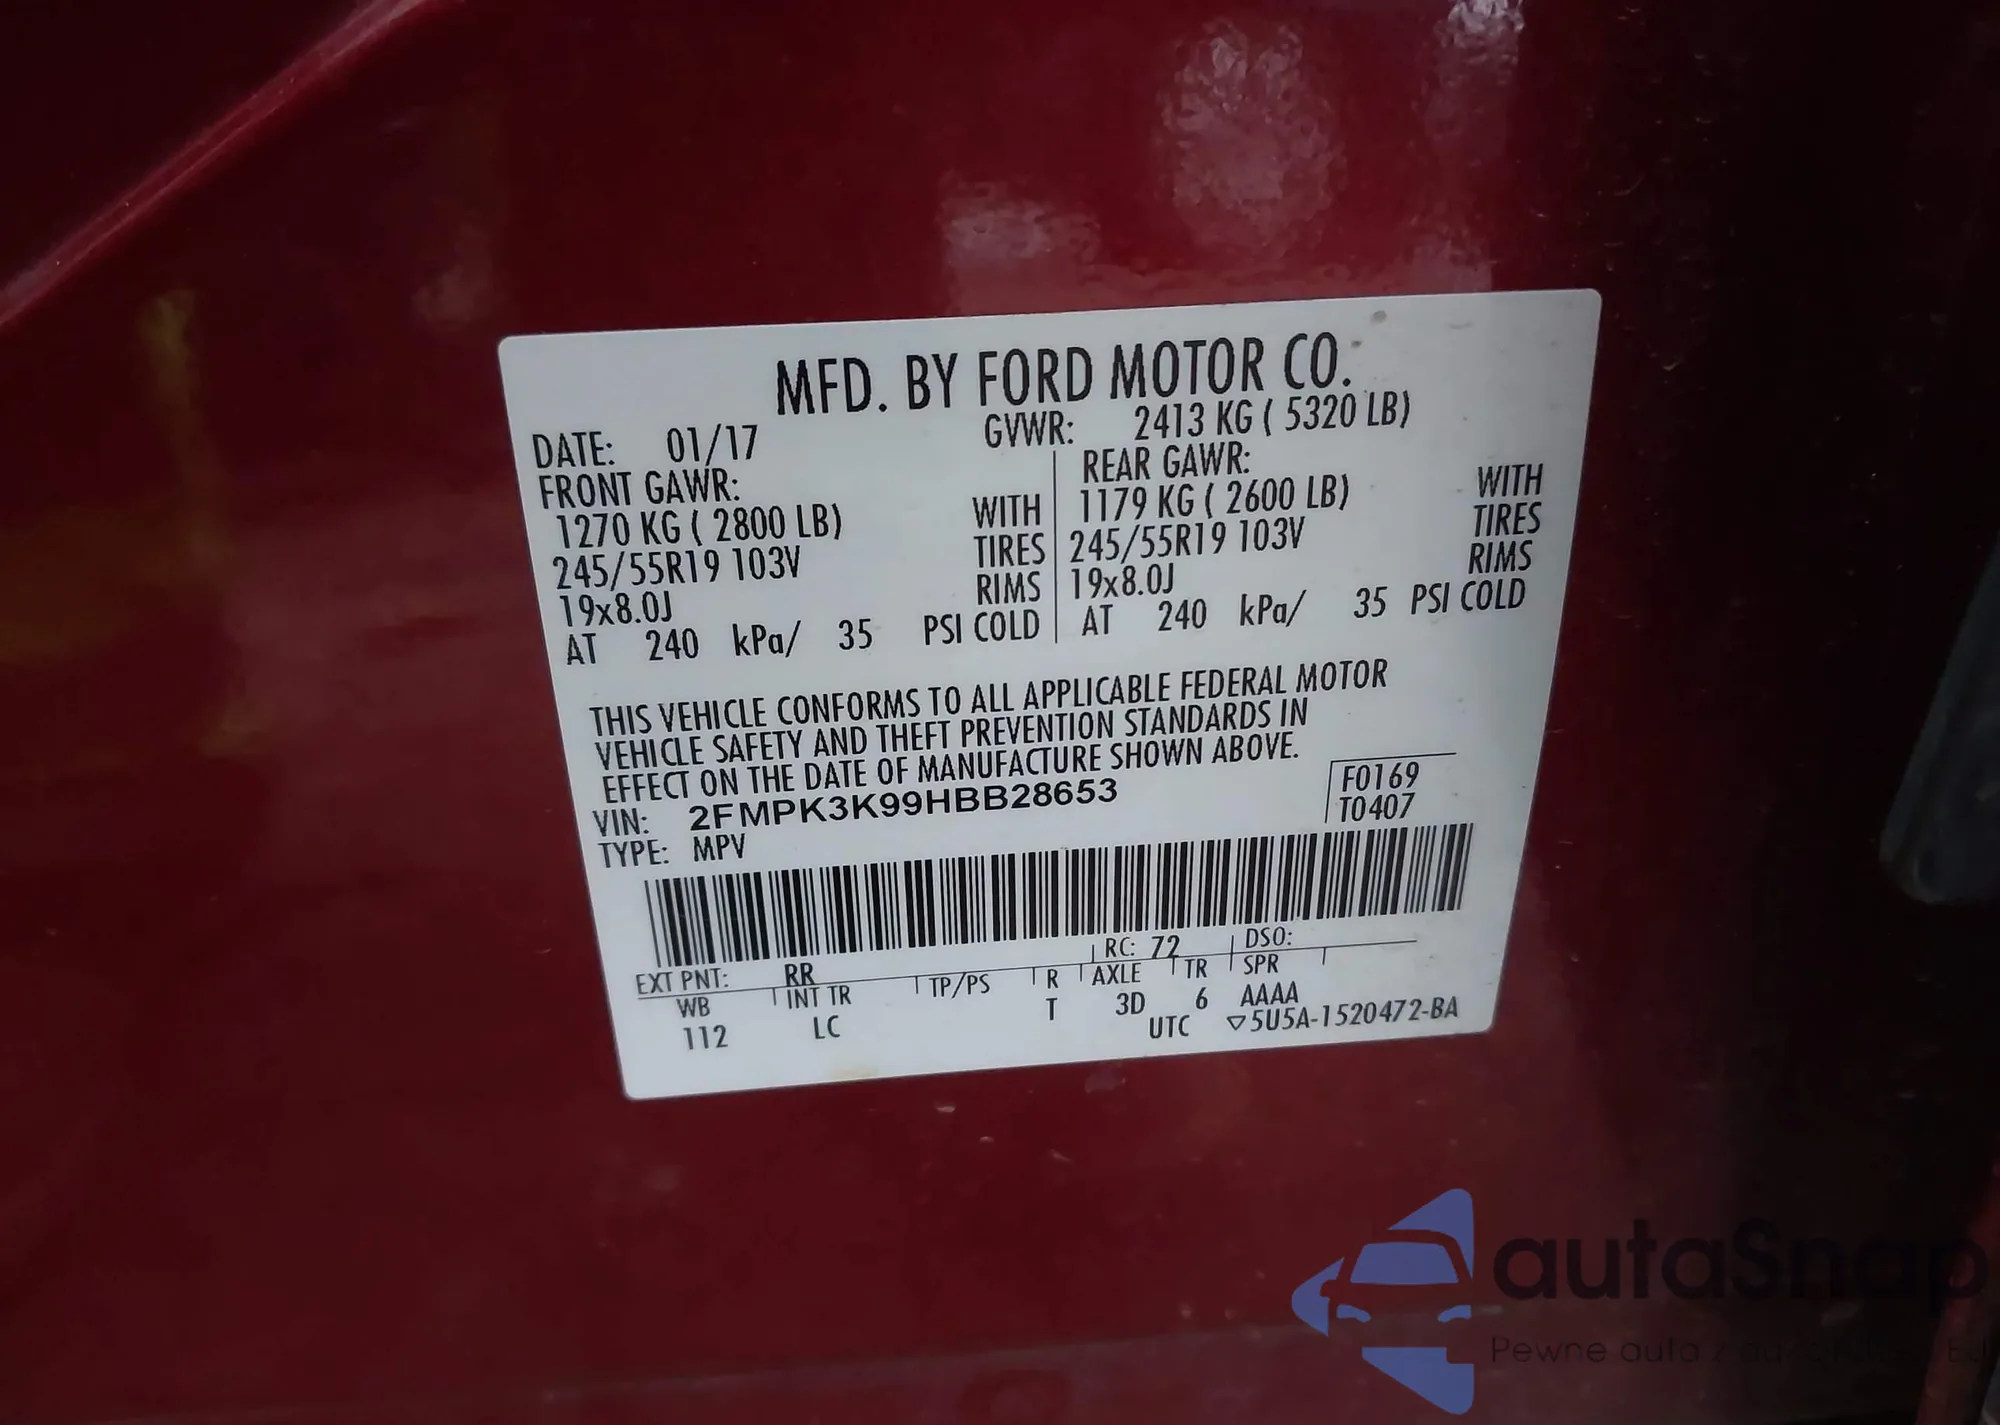 MFD. BY FORD MOTOR CO.
DATE: 01/17 GVWR: 2413 KG ( 5320 LB)
FRONT GAWR: REAR GAWR:
1270 KG ( 2800 LB) WITH 1179 KG ( 2600 LB) WITH
245/55R19 103V TIRES 245/55R19 103V TIRES
19x8.0J RIMS 19x8.0J RIMS
AT 240 kPa/ 35 PSI COLD AT 240 kPa/ 35 PSI COLD
THIS VEHICLE CONFORMS TO ALL APPLICABLE FEDERAL MOTOR
VEHICLE SAFETY AND THEFT PREVENTION STANDARDS IN
EFFECT ON THE DATE OF MANUFACTURE SHOWN ABOVE.
VIN: 2FMPK3K99HBB28653 F0169
TYPE: MPV T0407
EXT PNT: RR RC: 72 DSO:
WB INT TR TP/PS R AXLE TR SPR
112 LC T 3D 6 AAAA
UTC ▽5U5A-1520472-BA
autaSnap
Pewne auta z